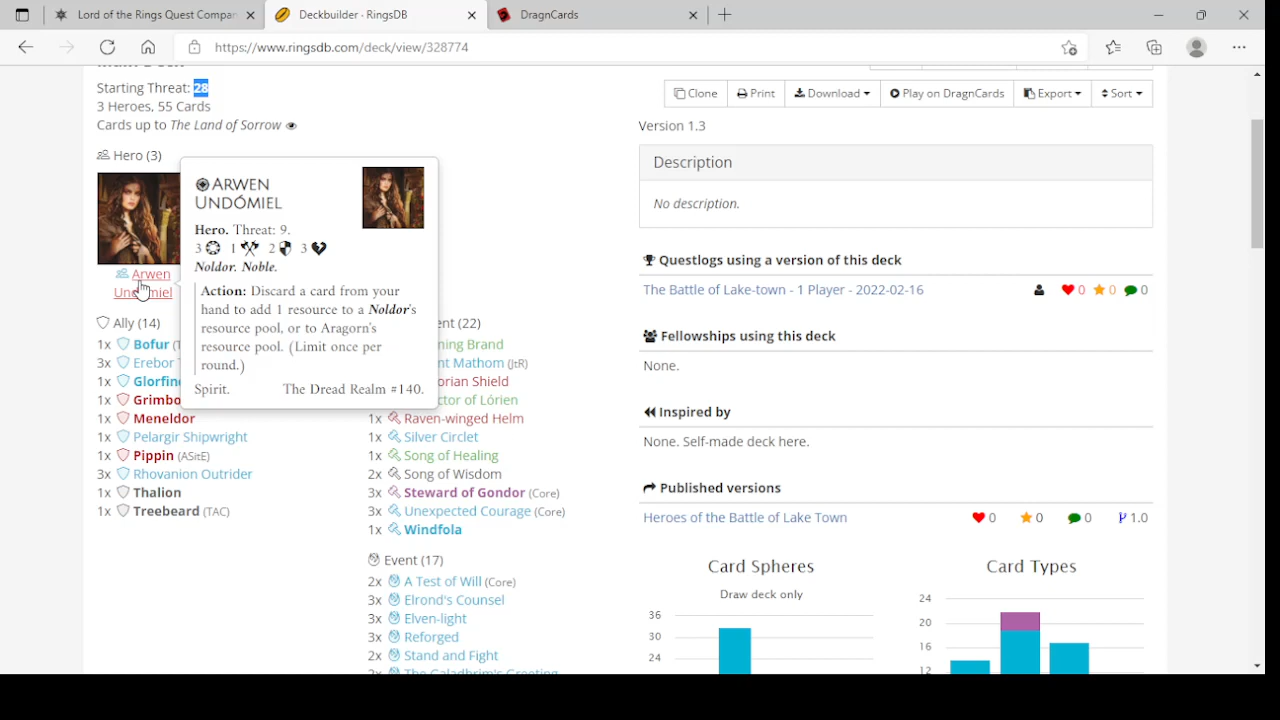 Lord of the Rings Quest Compan
Deckbuilder · RingsDB
DragnCards
https://www.ringsdb.com/deck/view/328774
Starting Threat: 28
3 Heroes, 55 Cards
Cards up to The Land of Sorrow
Clone
Print
Download
Play on DragnCards
Export
Sort
Version 1.3
Hero (3)
ARWEN
UNDÓMIEL
Hero. Threat: 9.
3 1 2 3
Noldor. Noble.
Action: Discard a card from your
hand to add 1 resource to a Noldor's
resource pool, or to Aragorn's
resource pool. (Limit once per
round.)
Spirit. The Dread Realm #140.
Arwen
Undómiel
Ally (14)
1x Bofur
3x Erebor
1x Glorfin
1x Grimbo
1x Meneldor
1x Pelargir Shipwright
1x Pippin (ASitE)
3x Rhovanion Outrider
1x Thalion
1x Treebeard (TAC)
ent (22)
ning Brand
nt Mathom (JtR)
orian Shield
ctor of Lórien
1x Raven-winged Helm
1x Silver Circlet
1x Song of Healing
2x Song of Wisdom
3x Steward of Gondor (Core)
3x Unexpected Courage (Core)
1x Windfola
Event (17)
2x A Test of Will (Core)
3x Elrond's Counsel
3x Elven-light
3x Reforged
2x Stand and Fight
2x The Galadhrim's Greeting
Description
No description.
Questlogs using a version of this deck
The Battle of Lake-town - 1 Player - 2022-02-16
0 0 0
Fellowships using this deck
None.
Inspired by
None. Self-made deck here.
Published versions
Heroes of the Battle of Lake Town
0 0 0 1.0
Card Spheres
Draw deck only
36
30
24
Card Types
24
20
16
12